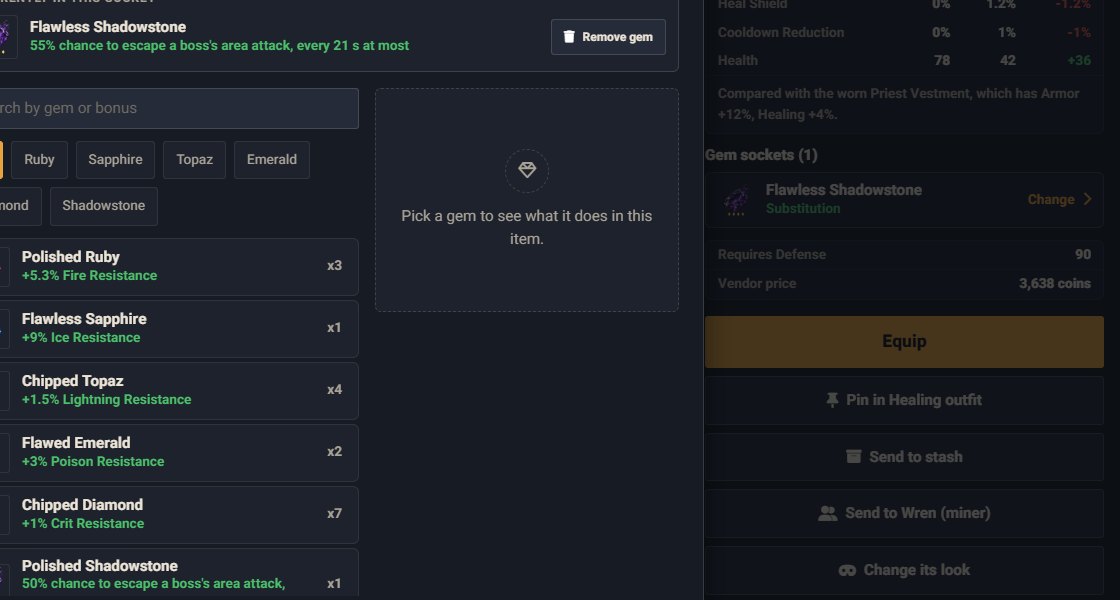 Flawless Shadowstone
55% chance to escape a boss's area attack, every 21 s at most
Remove gem
rch by gem or bonus
Ruby
Sapphire
Topaz
Emerald
mond
Shadowstone
Polished Ruby
+5.3% Fire Resistance
x3
Flawless Sapphire
+9% Ice Resistance
x1
Chipped Topaz
+1.5% Lightning Resistance
x4
Flawed Emerald
+3% Poison Resistance
x2
Chipped Diamond
+1% Crit Resistance
x7
Polished Shadowstone
50% chance to escape a boss's area attack,
x1
Pick a gem to see what it does in this
item.
Heal Shield 0% 1.2% -1.2%
Cooldown Reduction 0% 1% -1%
Health 78 42 +36
Compared with the worn Priest Vestment, which has Armor
+12%, Healing +4%.
Gem sockets (1)
Flawless Shadowstone
Substitution
Change
Requires Defense 90
Vendor price 3,638 coins
Equip
Pin in Healing outfit
Send to stash
Send to Wren (miner)
Change its look